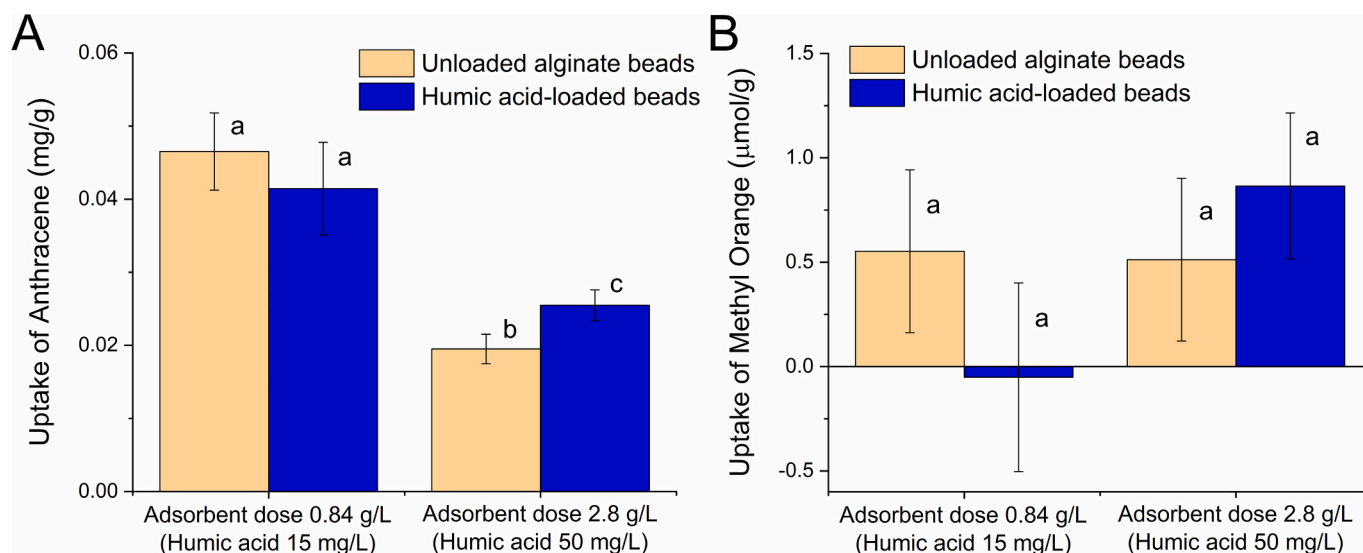 A
Uptake of Anthracene (mg/g)
0.06
0.04
0.02
0.00
Unloaded alginate beads
Humic acid-loaded beads
a
a
b
c
Adsorbent dose 0.84 g/L
(Humic acid 15 mg/L)
Adsorbent dose 2.8 g/L
(Humic acid 50 mg/L)
B
Uptake of Methyl Orange (μmol/g)
1.5
1.0
0.5
0.0
-0.5
Unloaded alginate beads
Humic acid-loaded beads
a
a
a
a
Adsorbent dose 0.84 g/L
(Humic acid 15 mg/L)
Adsorbent dose 2.8 g/L
(Humic acid 50 mg/L)